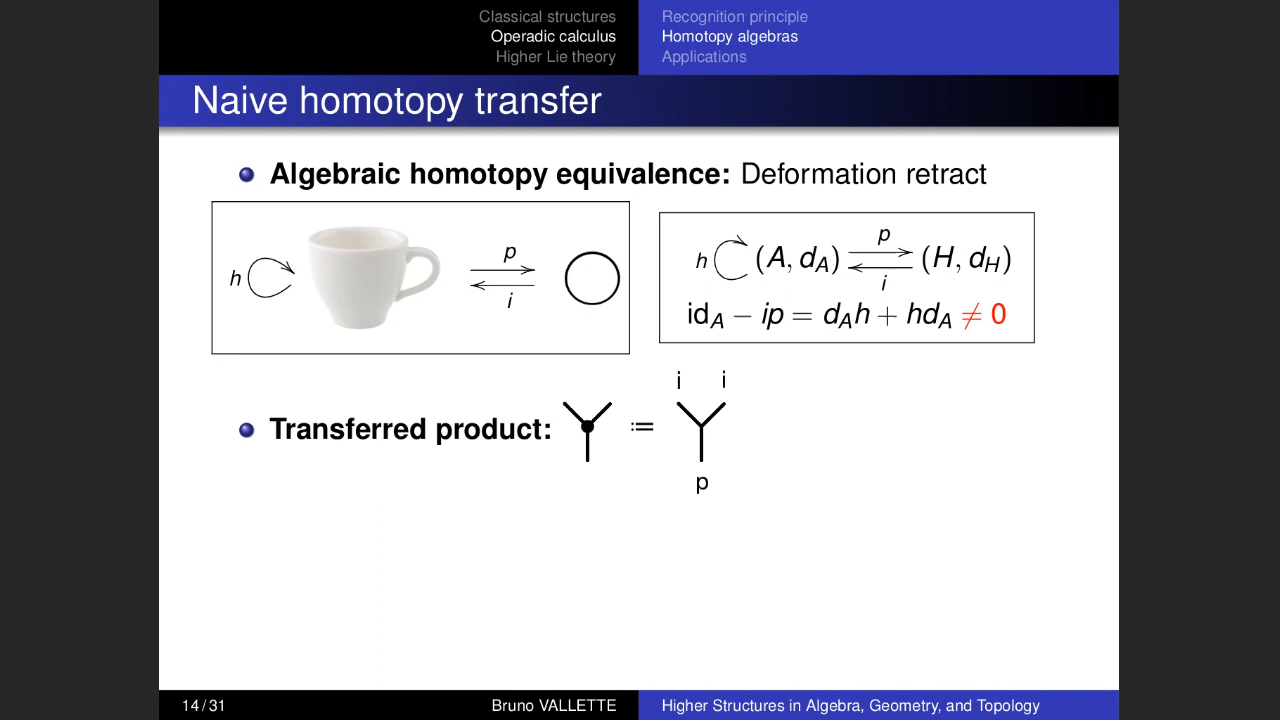 Classical structures
Operadic calculus
Higher Lie theory
Recognition principle
Homotopy algebras
Applications
Naive homotopy transfer
Algebraic homotopy equivalence: Deformation retract
h p i
h (A, d_A) p i (H, d_H)
id_A − ip = d_A h + hd_A ≠ 0
Transferred product: ≔ i i p
14/31 Bruno VALLETTE Higher Structures in Algebra, Geometry, and Topology